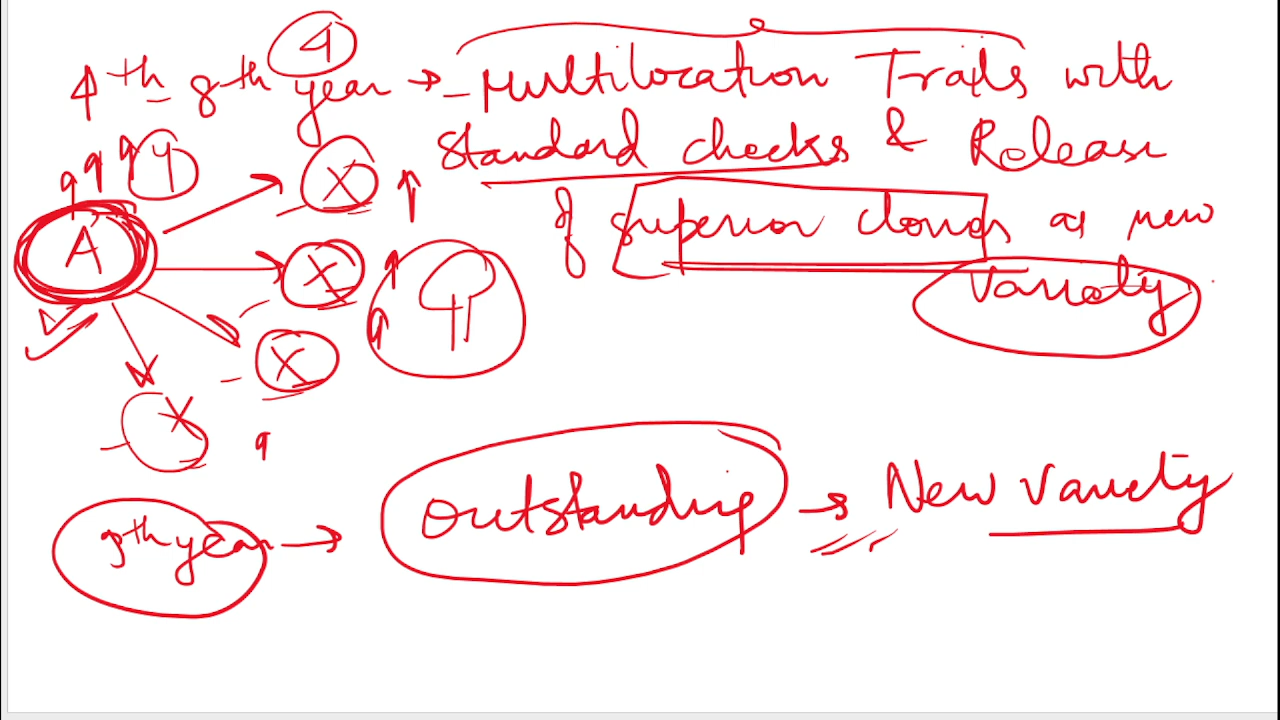 4
4th - 8th year → - Multilocation Trails with
standard checks & Release
of superior clones as new
variety
A
X
X
X
X
9th year → Outstanding → New variety